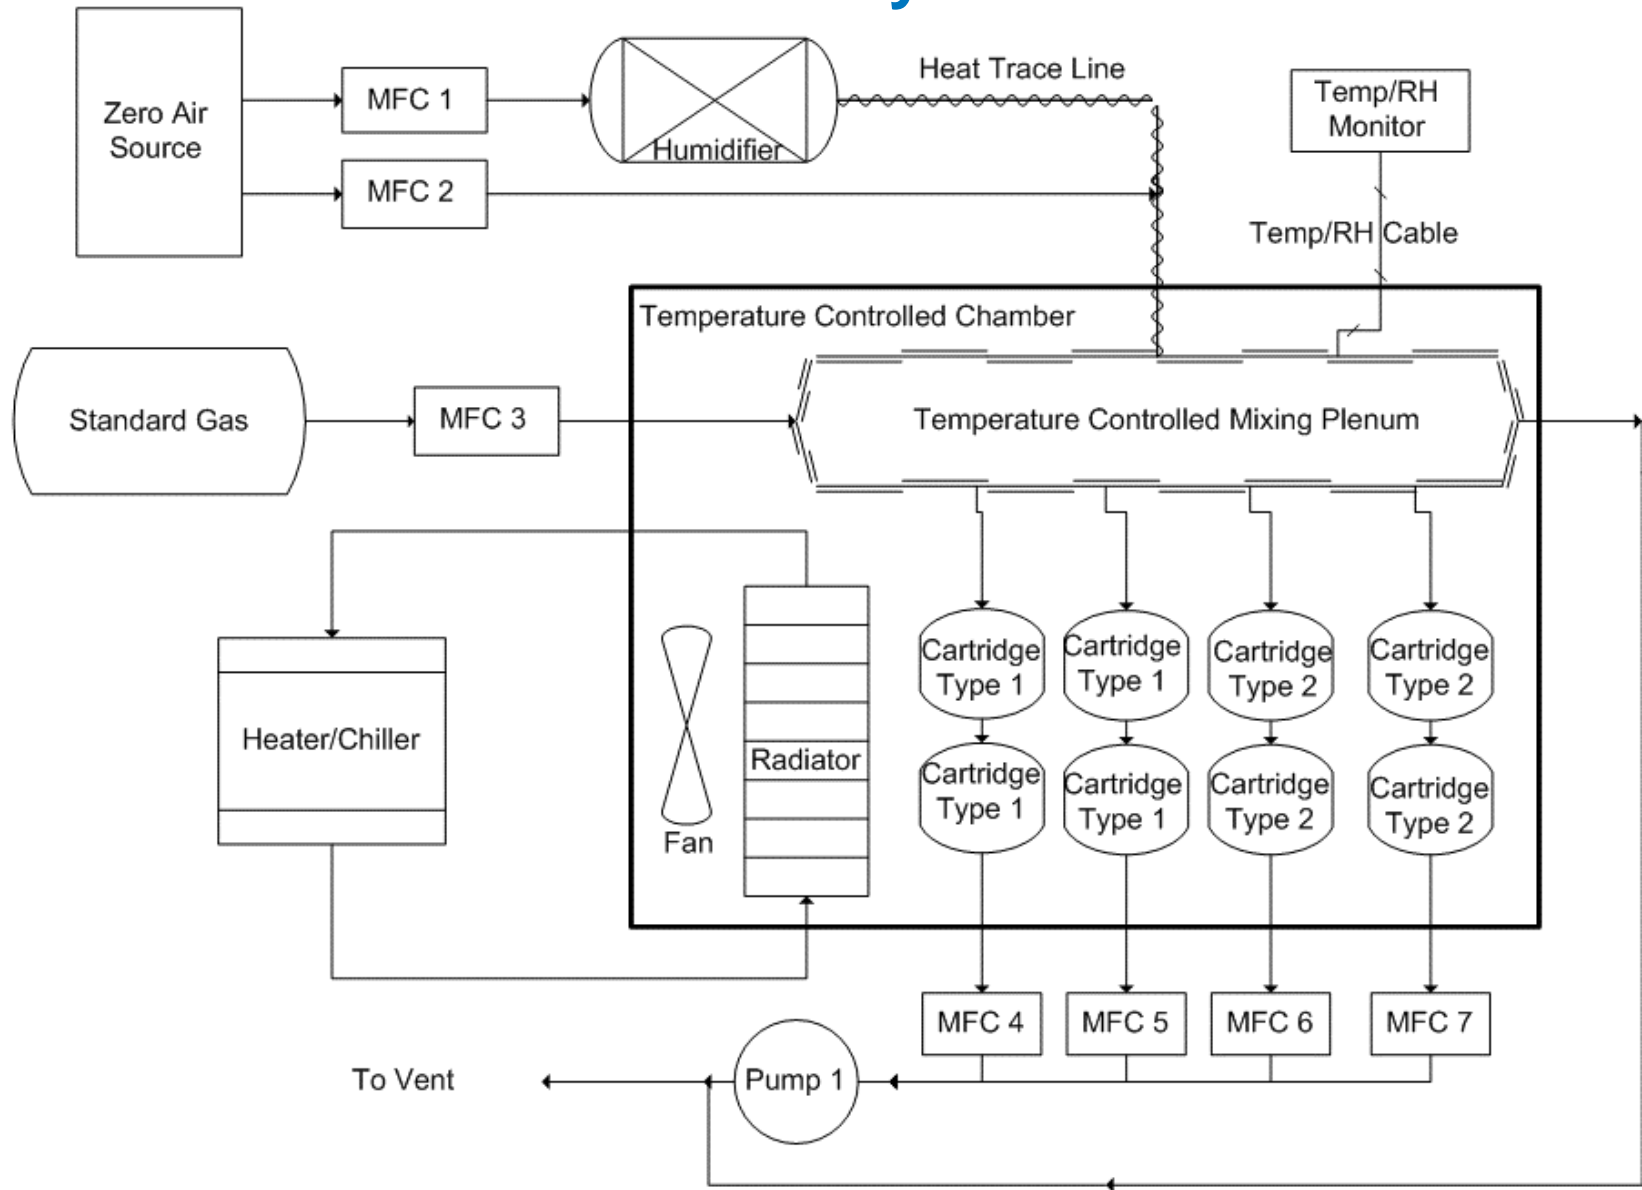 Zero Air
Source
MFC 1
MFC 2
Humidifier
Heat Trace Line
Temp/RH
Monitor
Temp/RH Cable
Temperature Controlled Chamber
Standard Gas
MFC 3
Temperature Controlled Mixing Plenum
Heater/Chiller
Fan
Radiator
Cartridge
Type 1
Cartridge
Type 1
Cartridge
Type 2
Cartridge
Type 2
Cartridge
Type 1
Cartridge
Type 1
Cartridge
Type 2
Cartridge
Type 2
MFC 4
MFC 5
MFC 6
MFC 7
To Vent
Pump 1